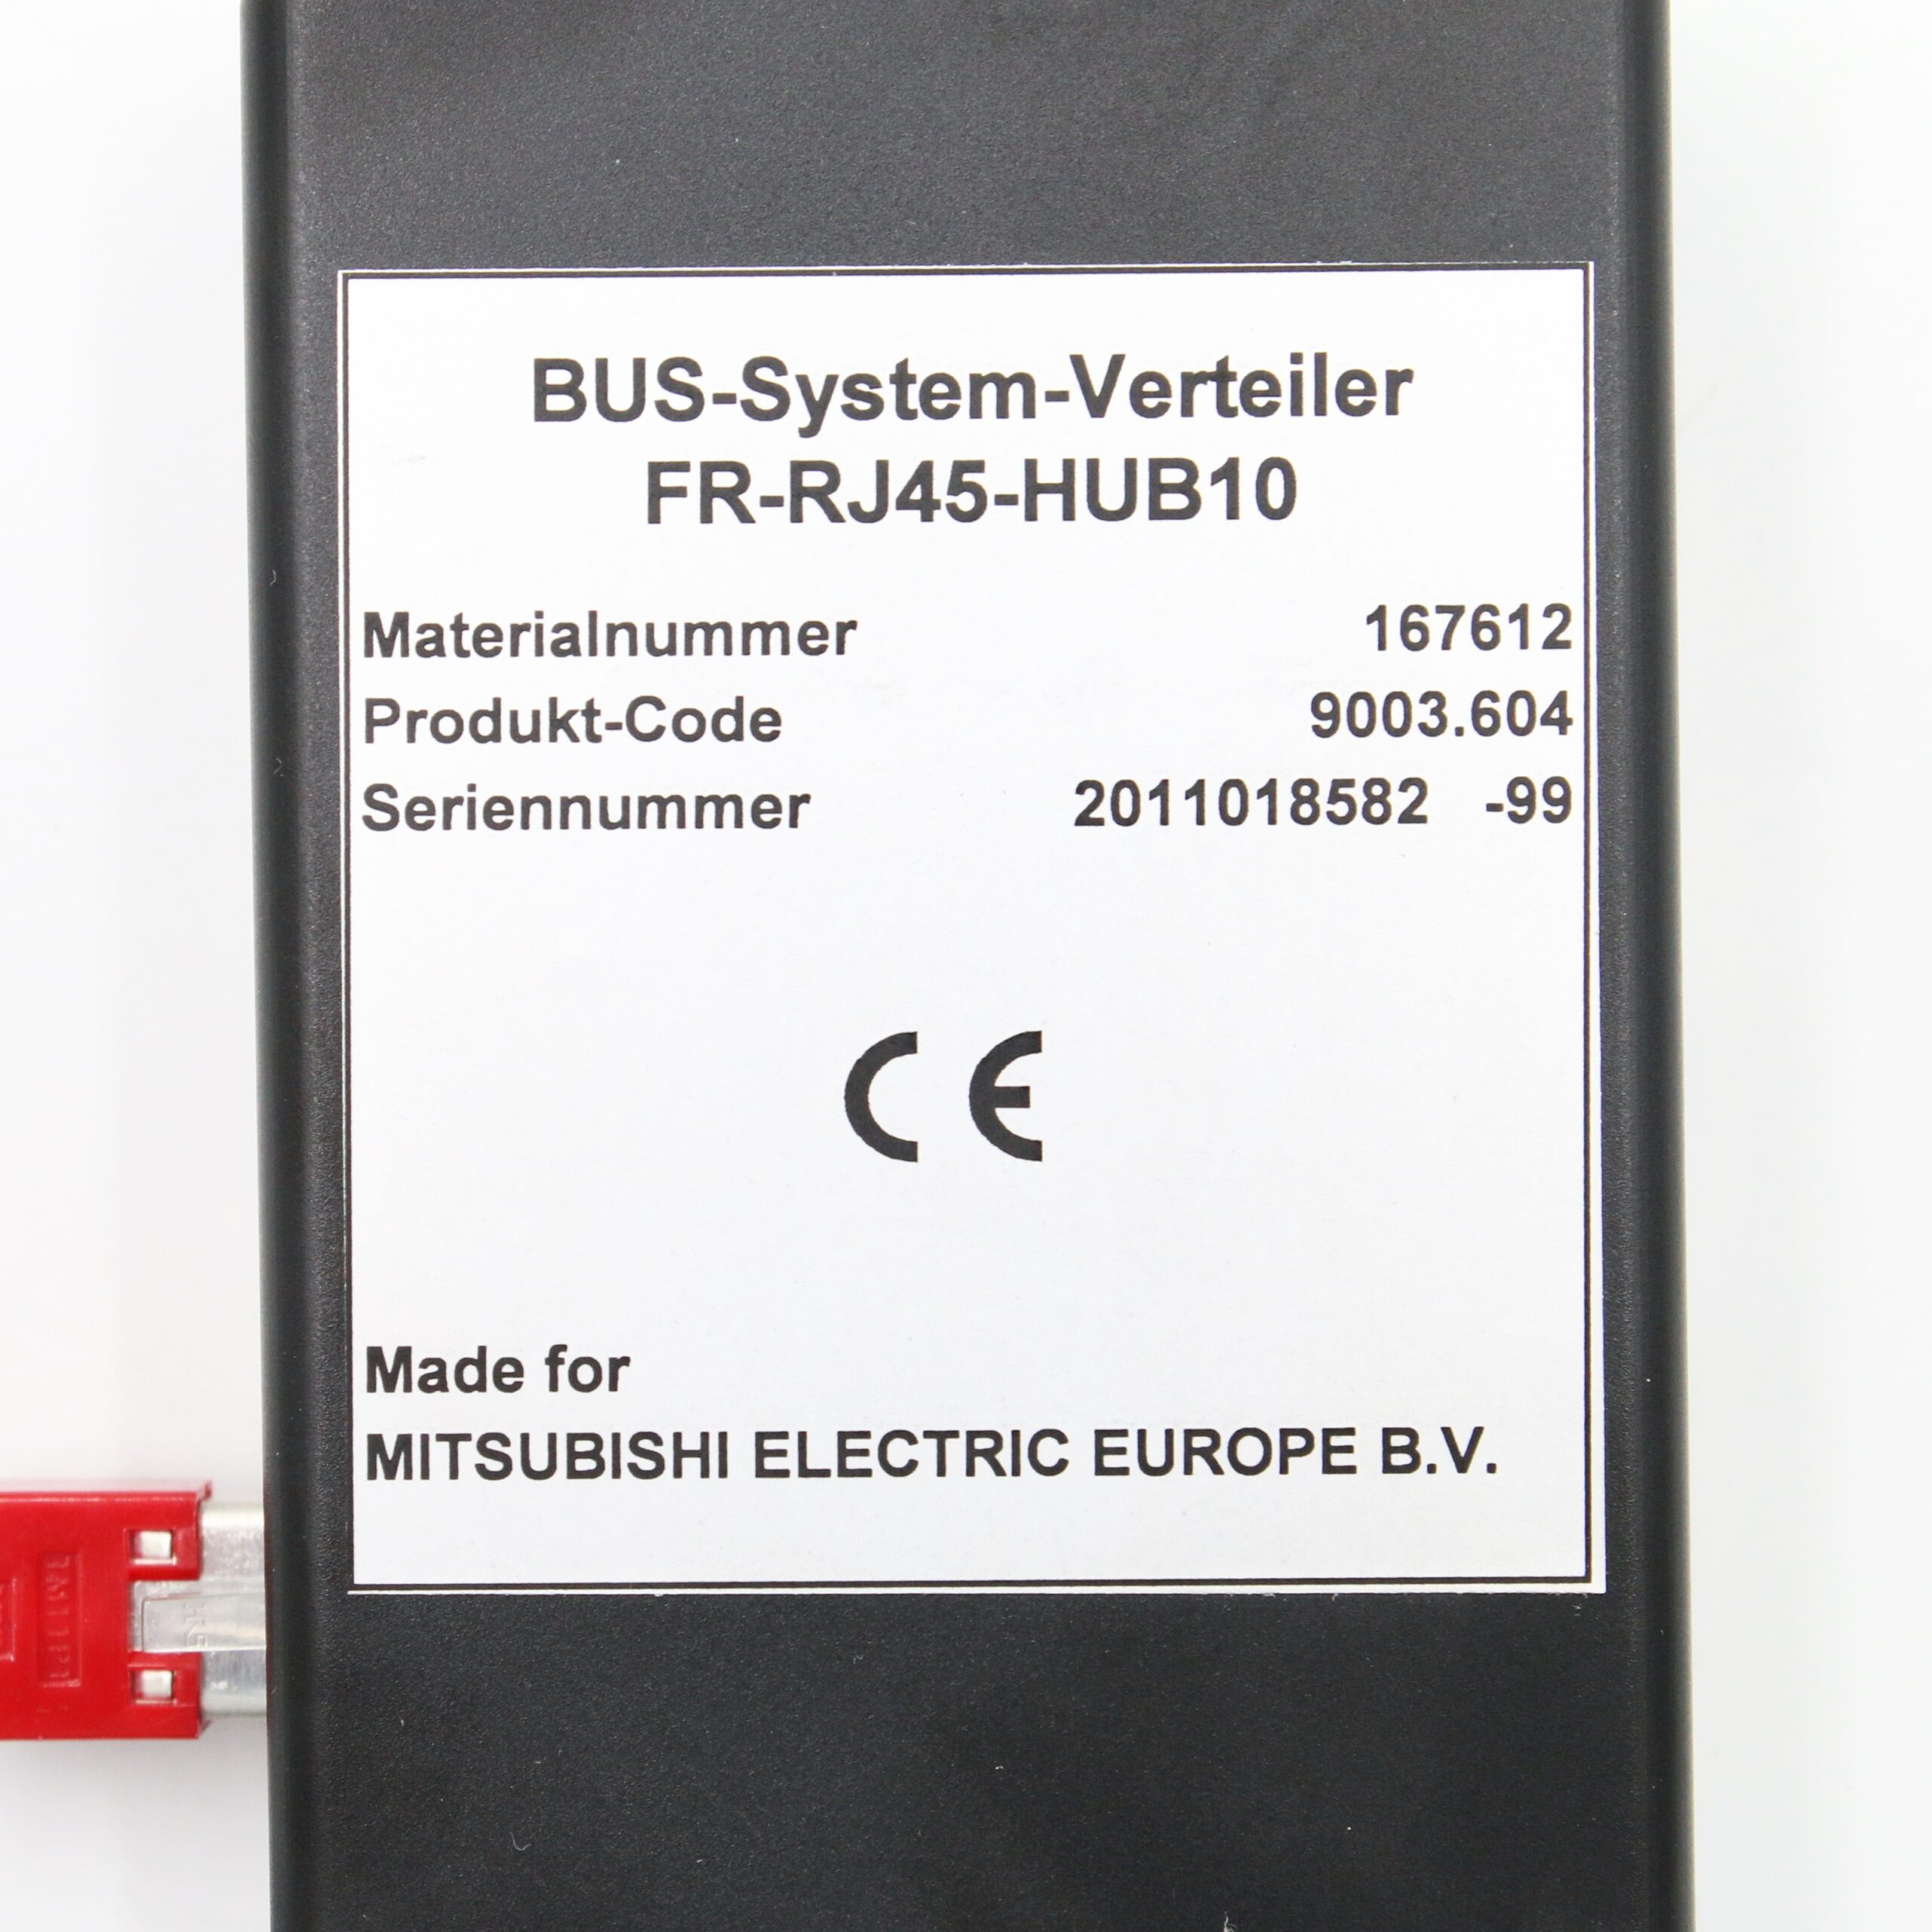 BUS-System-Verteiler
FR-RJ45-HUB10
Materialnummer 167612
Produkt-Code 9003.604
Seriennummer 2011018582 -99
CE
Made for
MITSUBISHI ELECTRIC EUROPE B.V.